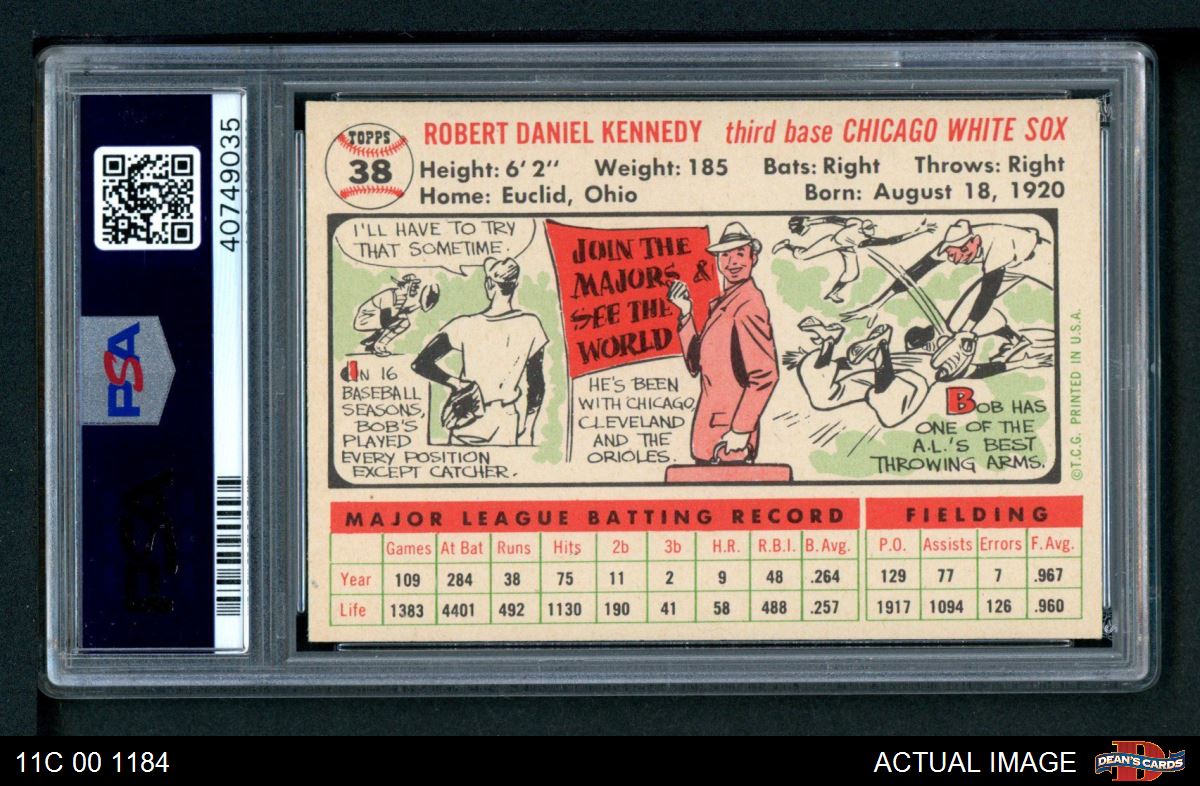 40749035
PSA
PSA
TOPPS
38
ROBERT DANIEL KENNEDY third base CHICAGO WHITE SOX
Height: 6' 2" Weight: 185 Bats: Right Throws: Right
Home: Euclid, Ohio Born: August 18, 1920
I'LL HAVE TO TRY
THAT SOMETIME.
IN 16
BASEBALL
SEASONS,
BOB'S
PLAYED
EVERY POSITION
EXCEPT CATCHER.
JOIN THE
MAJORS &
SEE THE
WORLD
HE'S BEEN
WITH CHICAGO,
CLEVELAND
AND THE
ORIOLES.
BOB HAS
ONE OF THE
A.L.'S BEST
THROWING ARMS.
©T.C.G. PRINTED IN U.S.A.
MAJOR LEAGUE BATTING RECORD FIELDING
Games At Bat Runs Hits 2b 3b H.R. R.B.I. B.Avg. P.O. Assists Errors F.Avg.
Year 109 284 38 75 11 2 9 48 .264 129 77 7 .967
Life 1383 4401 492 1130 190 41 58 488 .257 1917 1094 126 .960
11C 00 1184 ACTUAL IMAGE DEAN'S CARDS